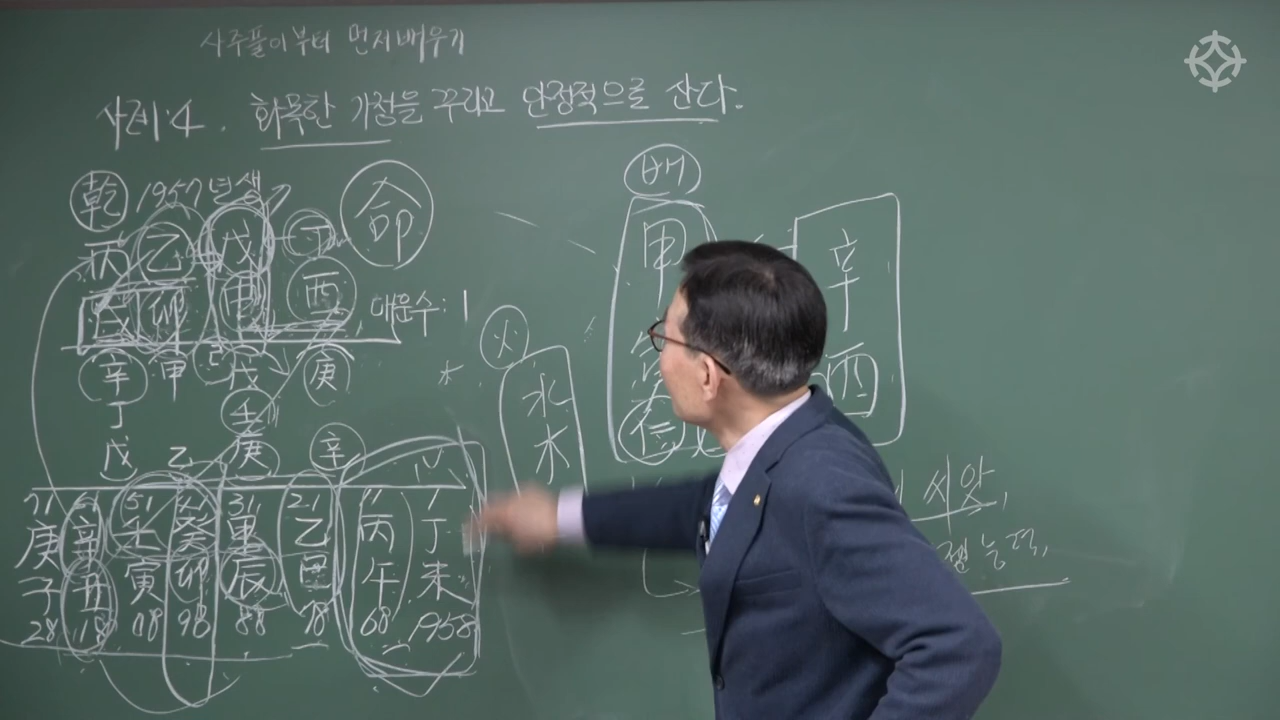 사주풀이부터 먼저배우기
사례:4. 화목한 가정을 꾸리고 안정적으로 산다.
乾 1957년생
命
丙 乙 戊 丁
戌 卯 申 酉
대운수: 1
辛 甲 戊 庚
丁 壬
戊 乙 庚 辛
71 61 51 41 31 21 11 1
庚 辛 壬 癸 甲 乙 丙 丁
子 丑 寅 卯 辰 巳 午 未
28 18 08 98 88 78 68 1958
火
水
木
배
甲
辛
酉
씨앗,